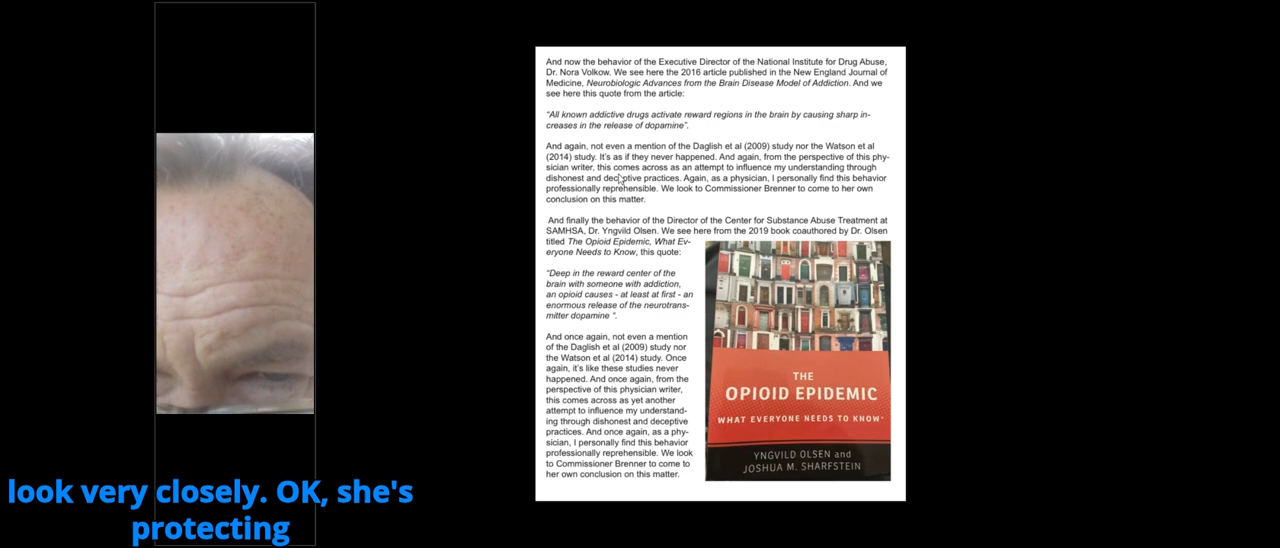 And now the behavior of the Executive Director of the National Institute for Drug Abuse,
Dr. Nora Volkow. We see here the 2016 article published in the New England Journal of
Medicine, Neurobiologic Advances from the Brain Disease Model of Addiction. And we
see here this quote from the article:
“All known addictive drugs activate reward regions in the brain by causing sharp in-
creases in the release of dopamine”.
And again, not even a mention of the Daglish et al (2009) study nor the Watson et al
(2014) study. It’s as if they never happened. And again, from the perspective of this phy-
sician writer, this comes across as an attempt to influence my understanding through
dishonest and deceptive practices. Again, as a physician, I personally find this behavior
professionally reprehensible. We look to Commissioner Brenner to come to her own
conclusion on this matter.
And finally the behavior of the Director of the Center for Substance Abuse Treatment at
SAMHSA, Dr. Yngvild Olsen. We see here from the 2019 book coauthored by Dr. Olsen
titled The Opioid Epidemic, What Ev-
eryone Needs to Know, this quote:
“Deep in the reward center of the
brain with someone with addiction,
an opioid causes - at least at first - an
enormous release of the neurotrans-
mitter dopamine ”.
And once again, not even a mention
of the Daglish et al (2009) study nor
the Watson et al (2014) study. Once
again, it’s like these studies never
happened. And once again, from the
perspective of this physician writer,
this comes across as yet another
attempt to influence my understand-
ing through dishonest and deceptive
practices. And once again, as a phy-
sician, I personally find this behavior
professionally reprehensible. We look
to Commissioner Brenner to come to
her own conclusion on this matter.
THE
OPIOID EPIDEMIC
WHAT EVERYONE NEEDS TO KNOW®
YNGVILD OLSEN and
JOSHUA M. SHARFSTEIN
look very closely. OK, she's
protecting